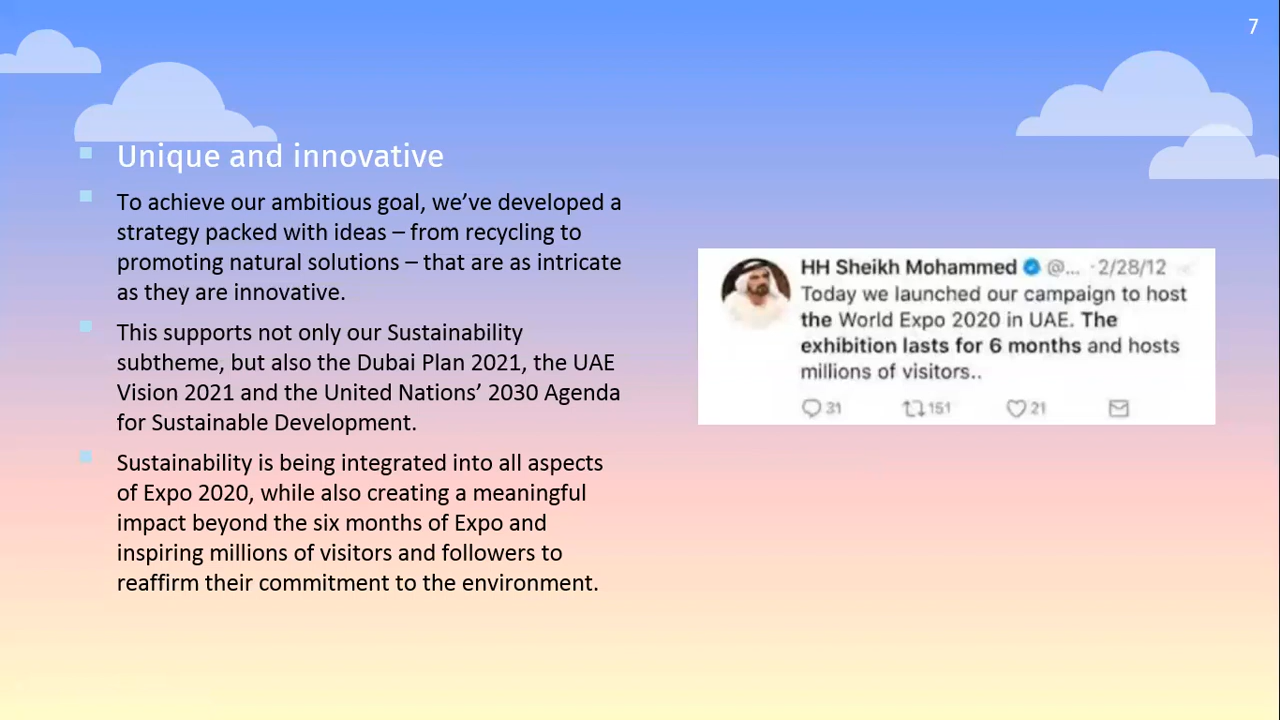 7
Unique and innovative
To achieve our ambitious goal, we’ve developed a
strategy packed with ideas – from recycling to
promoting natural solutions – that are as intricate
as they are innovative.
This supports not only our Sustainability
subtheme, but also the Dubai Plan 2021, the UAE
Vision 2021 and the United Nations’ 2030 Agenda
for Sustainable Development.
Sustainability is being integrated into all aspects
of Expo 2020, while also creating a meaningful
impact beyond the six months of Expo and
inspiring millions of visitors and followers to
reaffirm their commitment to the environment.
HH Sheikh Mohammed @... · 2/28/12
Today we launched our campaign to host
the World Expo 2020 in UAE. The
exhibition lasts for 6 months and hosts
millions of visitors..
31 151 21